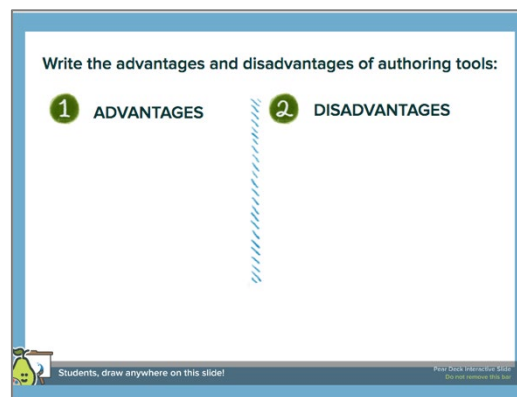 Write the advantages and disadvantages of authoring tools:
1 ADVANTAGES
2 DISADVANTAGES
Students, draw anywhere on this slide!
Pear Deck Interactive Slide
Do not remove this bar